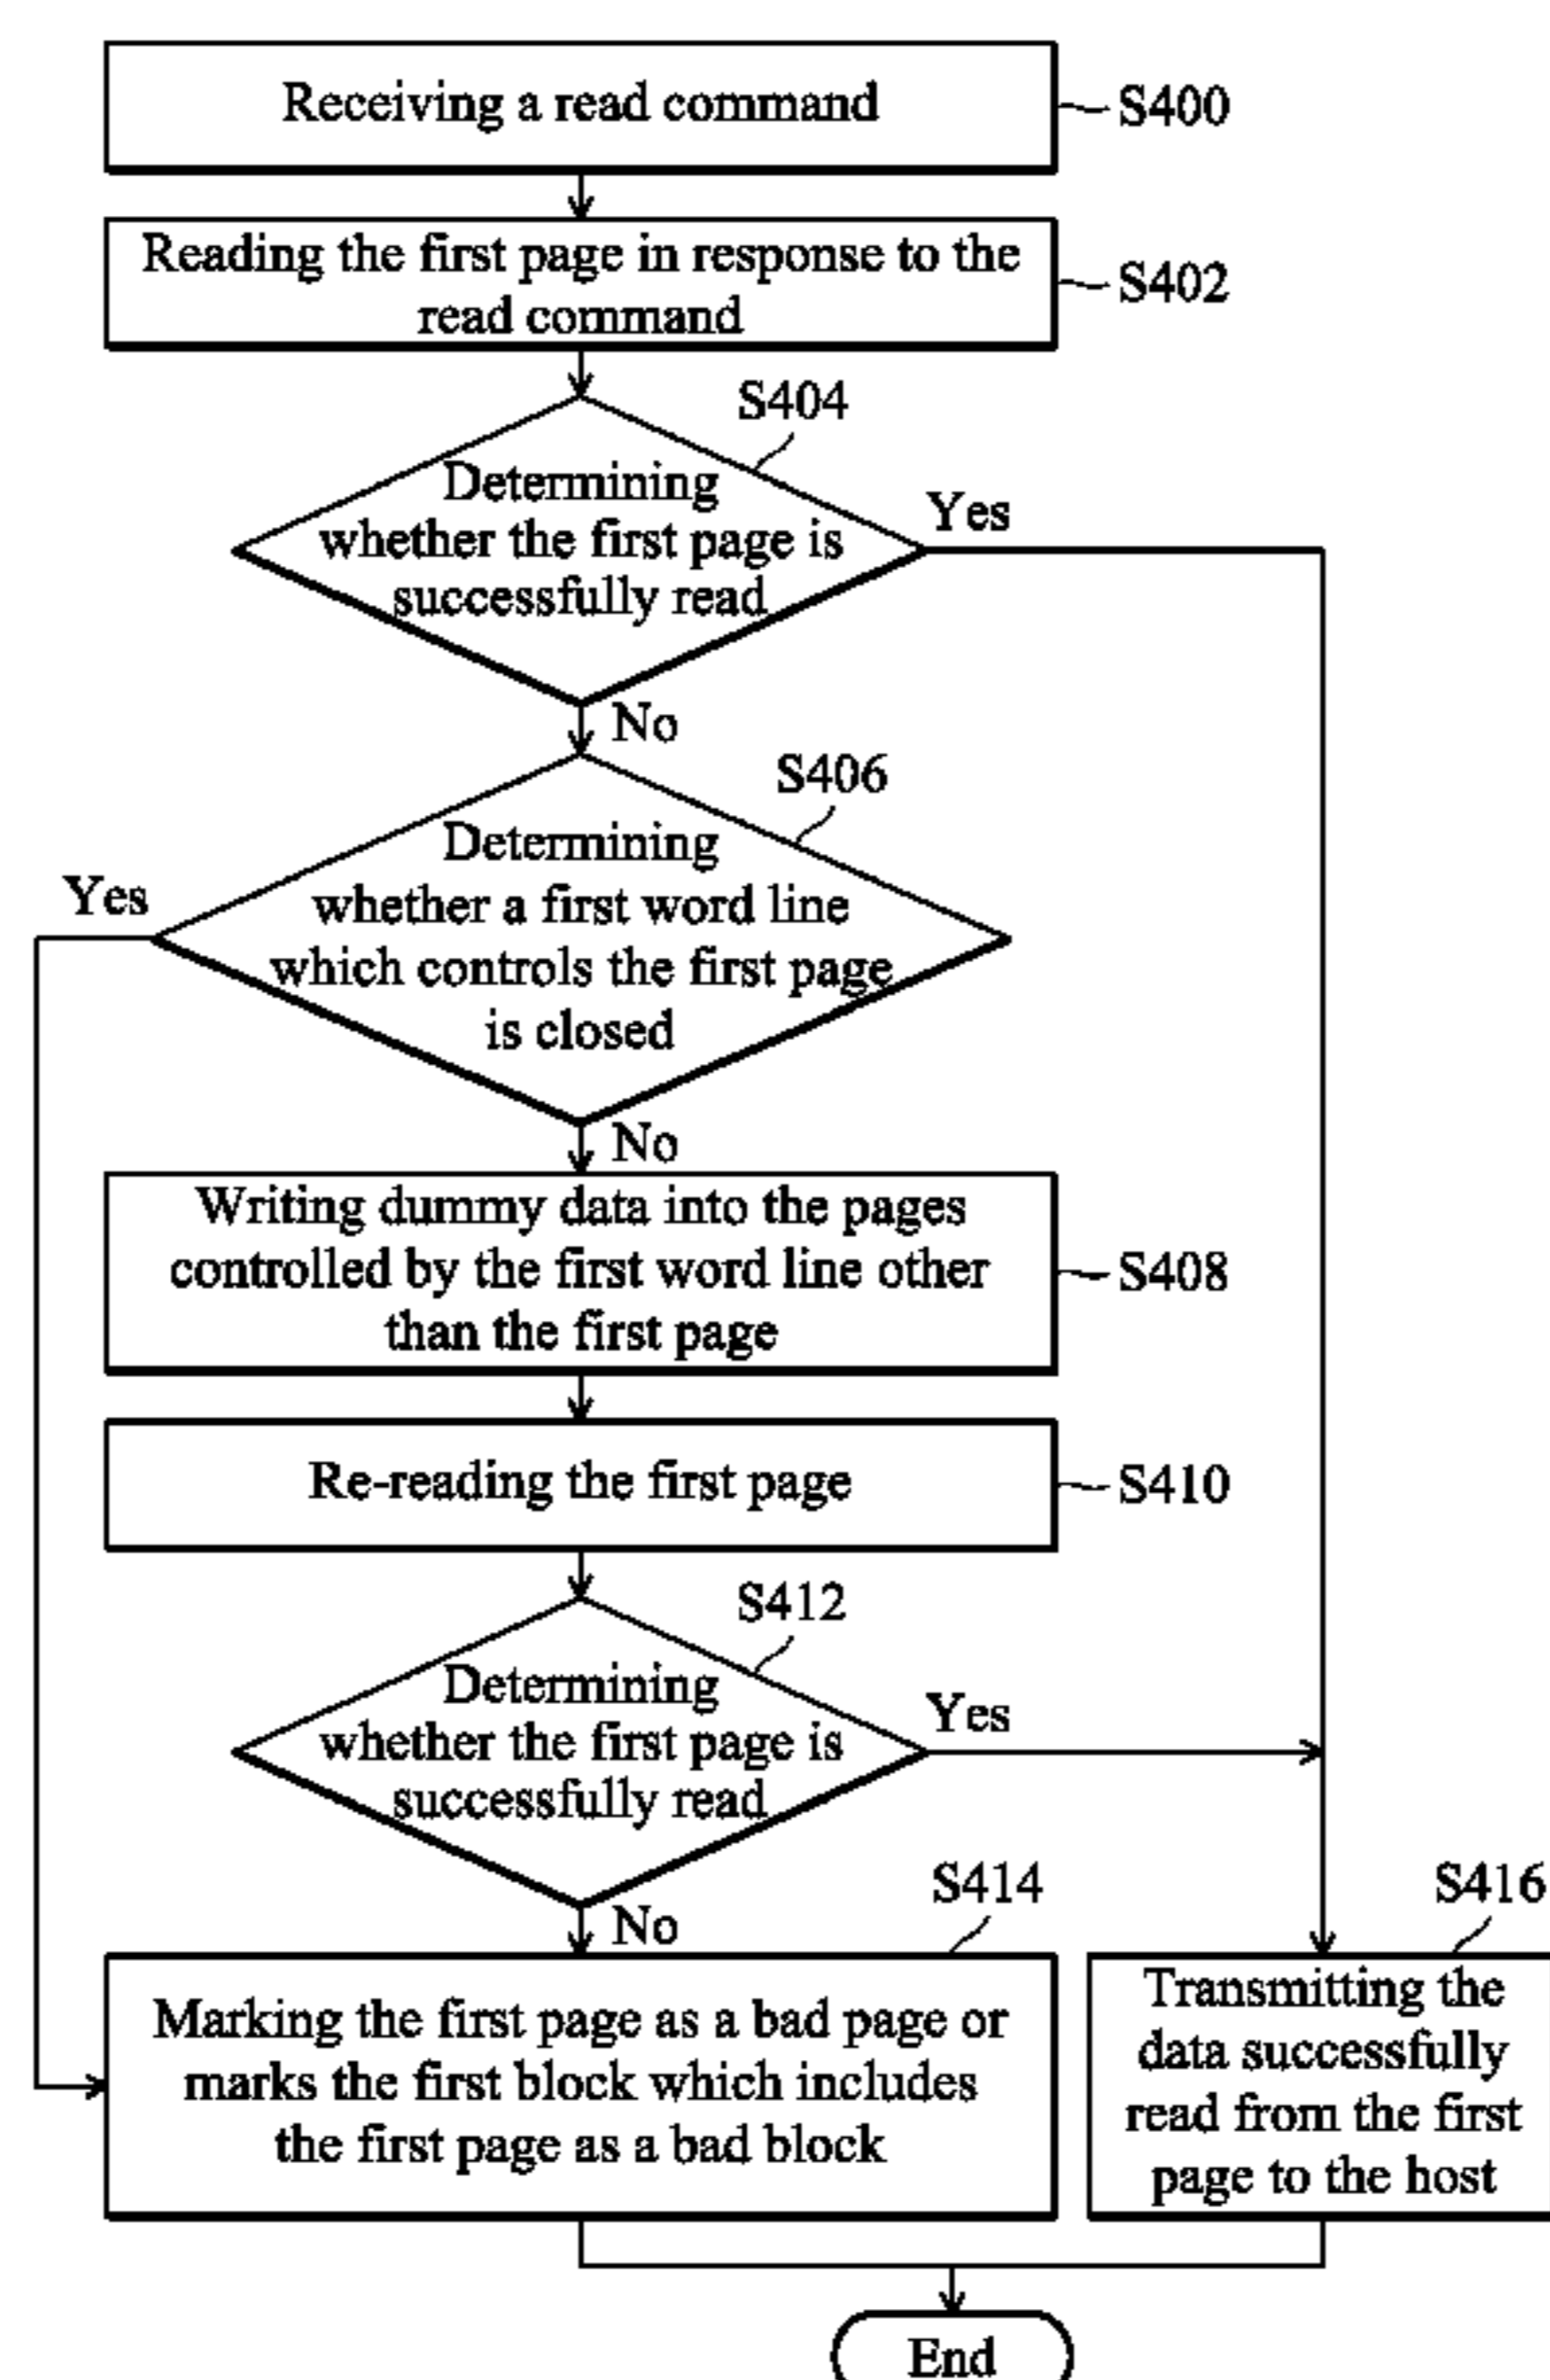 Receiving a read command
S400
Reading the first page in response to the
read command
S402
S404
Determining
whether the first page is
successfully read
Yes
No
S406
Determining
whether a first word line
which controls the first page
is closed
Yes
No
Writing dummy data into the pages
controlled by the first word line other
than the first page
S408
Re-reading the first page
S410
S412
Determining
whether the first page is
successfully read
Yes
No
S414
Marking the first page as a bad page or
marks the first block which includes
the first page as a bad block
S416
Transmitting the
data successfully
read from the first
page to the host
End